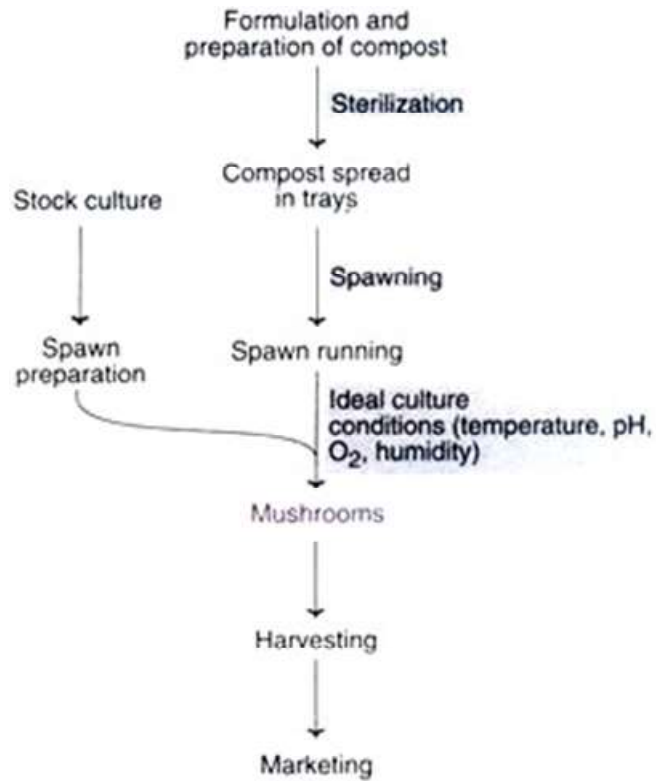 Formulation and
preparation of compost
Sterilization
Compost spread
in trays
Stock culture
Spawning
Spawn
preparation
Spawn running
Ideal culture
conditions (temperature, pH,
O₂, humidity)
Mushrooms
Harvesting
Marketing